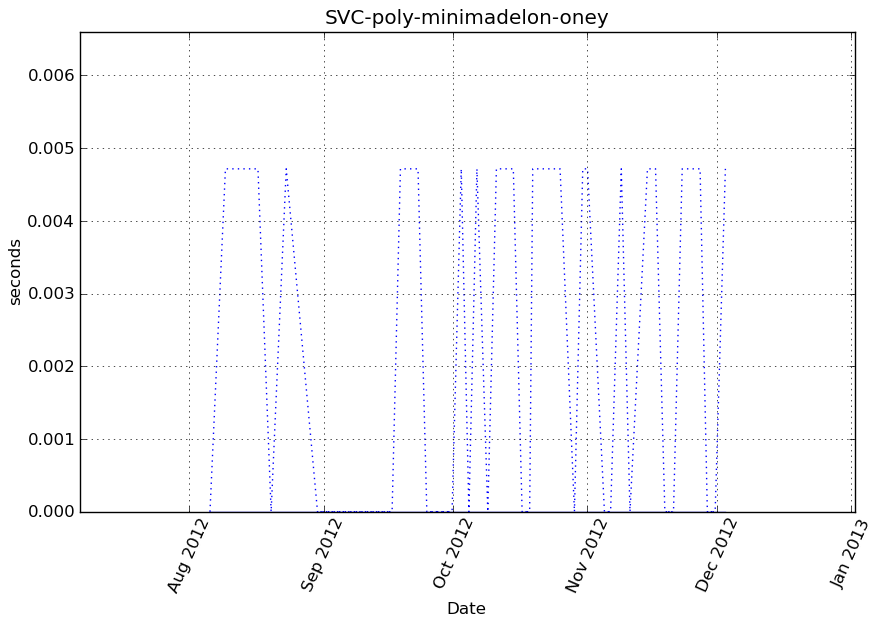 SVC-poly-minimadelon-oney
0.006
0.005
0.004
0.003
0.002
0.001
0.000
seconds
Aug 2012
Sep 2012
Oct 2012
Nov 2012
Dec 2012
Jan 2013
Date